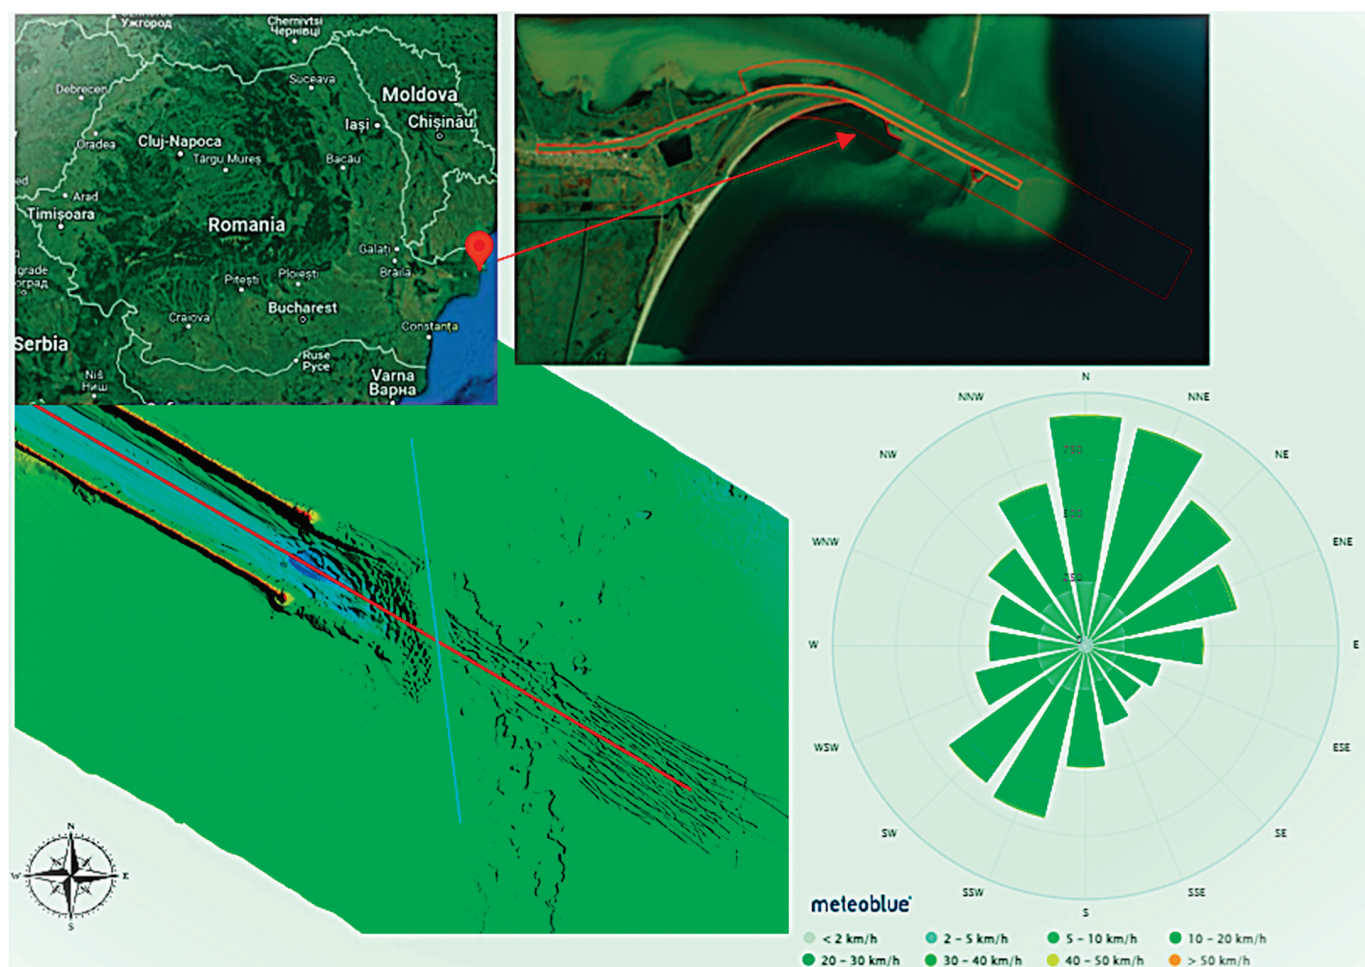 Ужгород
Chernivtsi
Чернівці
Debrecen
Suceava
Moldova
Oradea
Cluj-Napoca
Iași
Chișinău
Târgu Mureș
Bacău
Arad
Timișoara
Romania
Galați
Brăila
Pitești
Ploiești
Bucharest
Craiova
Constanța
Serbia
Ruse
Русе
Niš
Ниш
Varna
Варна
N
NNW
NNE
NW
NE
WNW
ENE
W
E
WSW
ESE
SW
SE
SSW
SSE
S
750
500
250
0
N
W
E
S
meteoblue
< 2 km/h
2 – 5 km/h
5 – 10 km/h
10 – 20 km/h
20 – 30 km/h
30 – 40 km/h
40 – 50 km/h
> 50 km/h